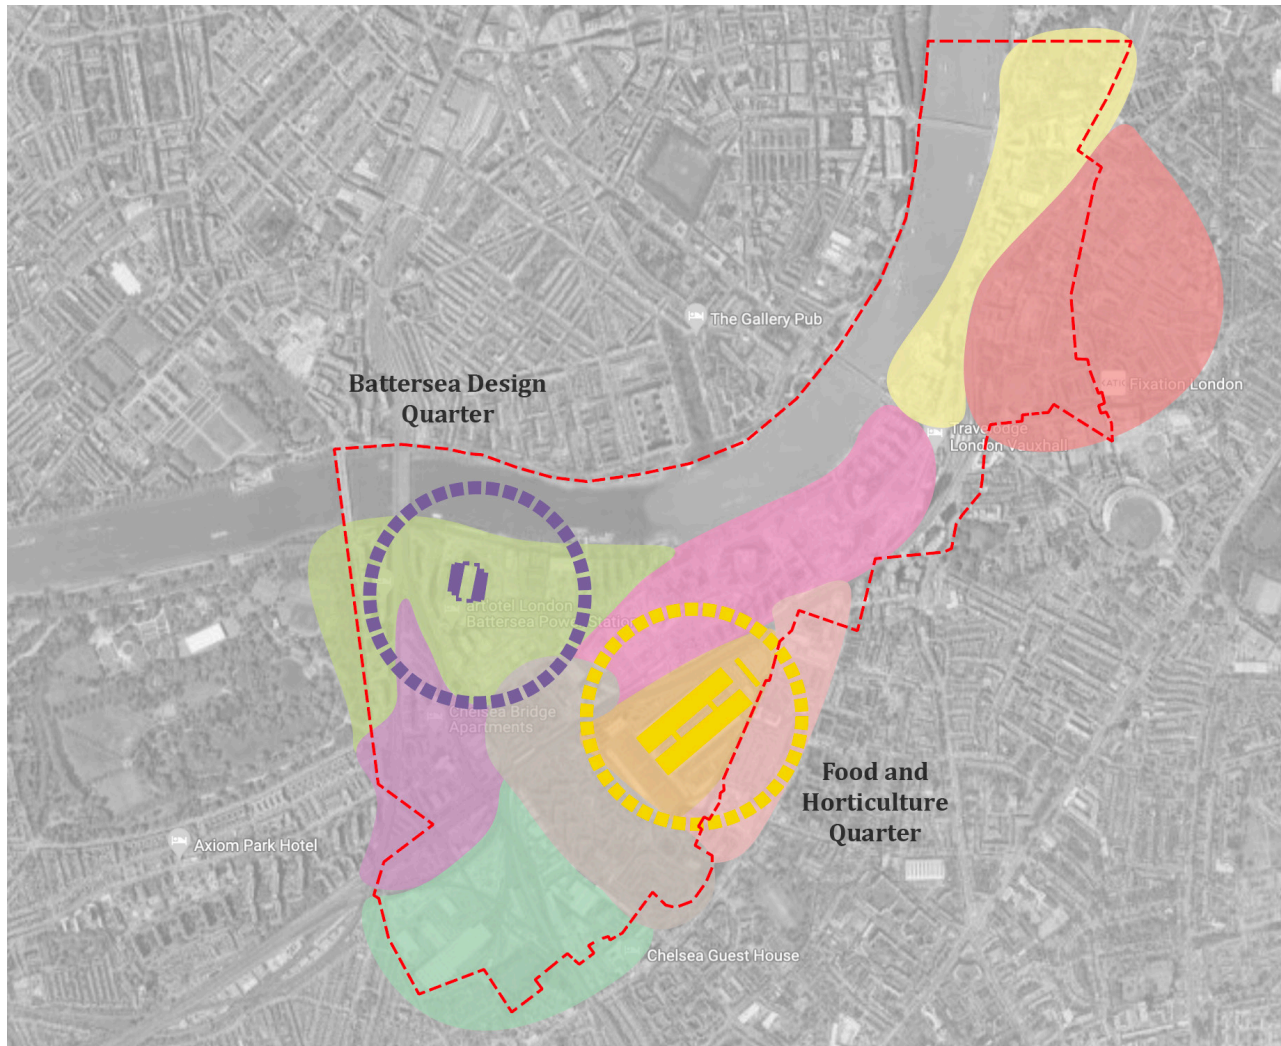 The Gallery Pub
Battersea Design
Quarter
Fixation London
Travelodge
London Vauxhall
art'otel London
Battersea Power Station
Chelsea Bridge
Apartments
Food and
Horticulture
Quarter
Axiom Park Hotel
Chelsea Guest House